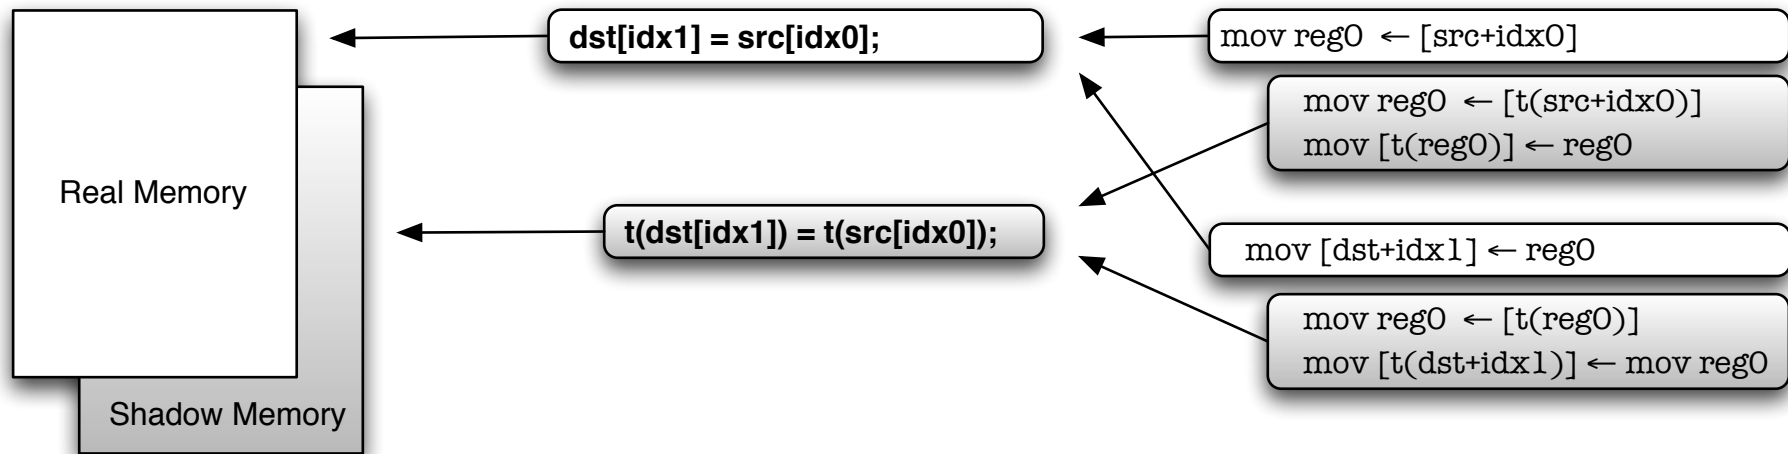 Real Memory
Shadow Memory
dst[idx1] = src[idx0];
t(dst[idx1]) = t(src[idx0]);
mov reg0 ← [src+idx0]
mov reg0 ← [t(src+idx0)]
mov [t(reg0)] ← reg0
mov [dst+idx1] ← reg0
mov reg0 ← [t(reg0)]
mov [t(dst+idx1)] ← mov reg0